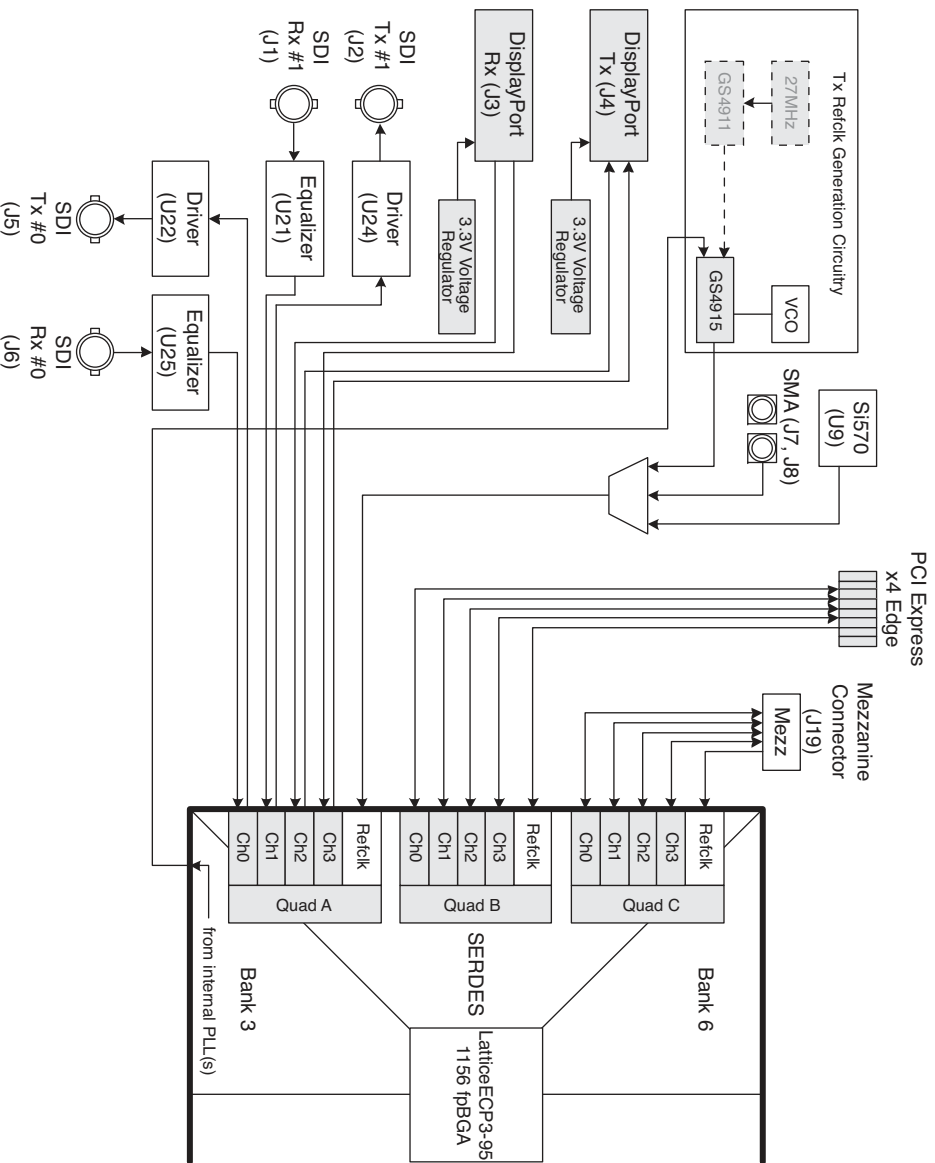 Tx Refclk Generation Circuitry
27MHz
GS4911
GS4915
VCO
DisplayPort
Tx (J4)
3.3V Voltage
Regulator
DisplayPort
Rx (J3)
3.3V Voltage
Regulator
SDI
Tx #1
(J2)
Driver
(U24)
SDI
Rx #1
(J1)
Equalizer
(U21)
Driver
(U22)
SDI
Tx #0
(J5)
Equalizer
(U25)
SDI
Rx #0
(J6)
SMA (J7, J8)
Si570
(U9)
PCI Express
x4 Edge
Mezzanine
Connector
(J19)
Mezz
Refclk
Ch3
Ch2
Ch1
Ch0
Quad C
Refclk
Ch3
Ch2
Ch1
Ch0
Quad B
Refclk
Ch3
Ch2
Ch1
Ch0
Quad A
Bank 6
SERDES
Bank 3
from internal PLL(s)
LatticeECP3-95
1156 fpBGA